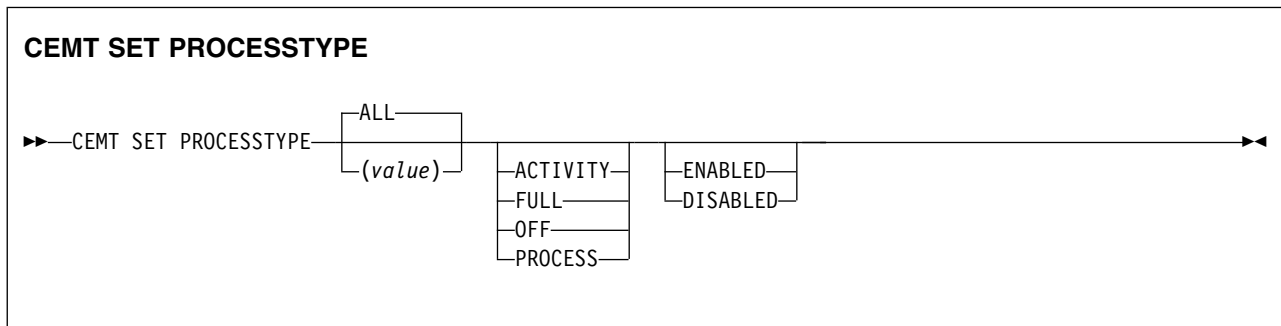 CEMT SET PROCESSTYPE
ALL
CEMT SET PROCESSTYPE
(value)
ACTIVITY
FULL
OFF
PROCESS
ENABLED
DISABLED